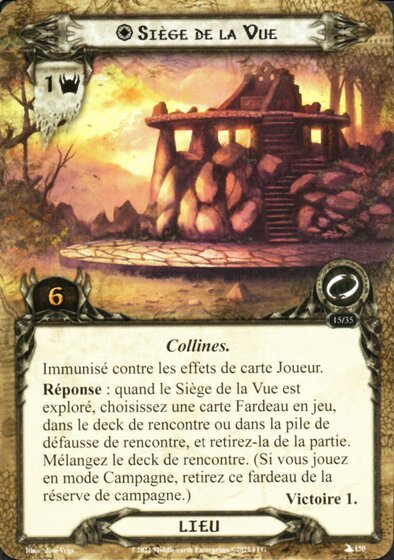 Siège de la Vue
1
6
15/35
Collines.
Immunisé contre les effets de carte Joueur.
Réponse : quand le Siège de la Vue est
exploré, choisissez une carte Fardeau en jeu,
dans le deck de rencontre ou dans la pile de
défausse de rencontre, et retirez-la de la partie.
Mélangez le deck de rencontre. (Si vous jouez
en mode Campagne, retirez ce fardeau de la
réserve de campagne.)
Victoire 1.
LIEU
Vega ©2022 Middle-earth Enterprises ©2022 FFG
150